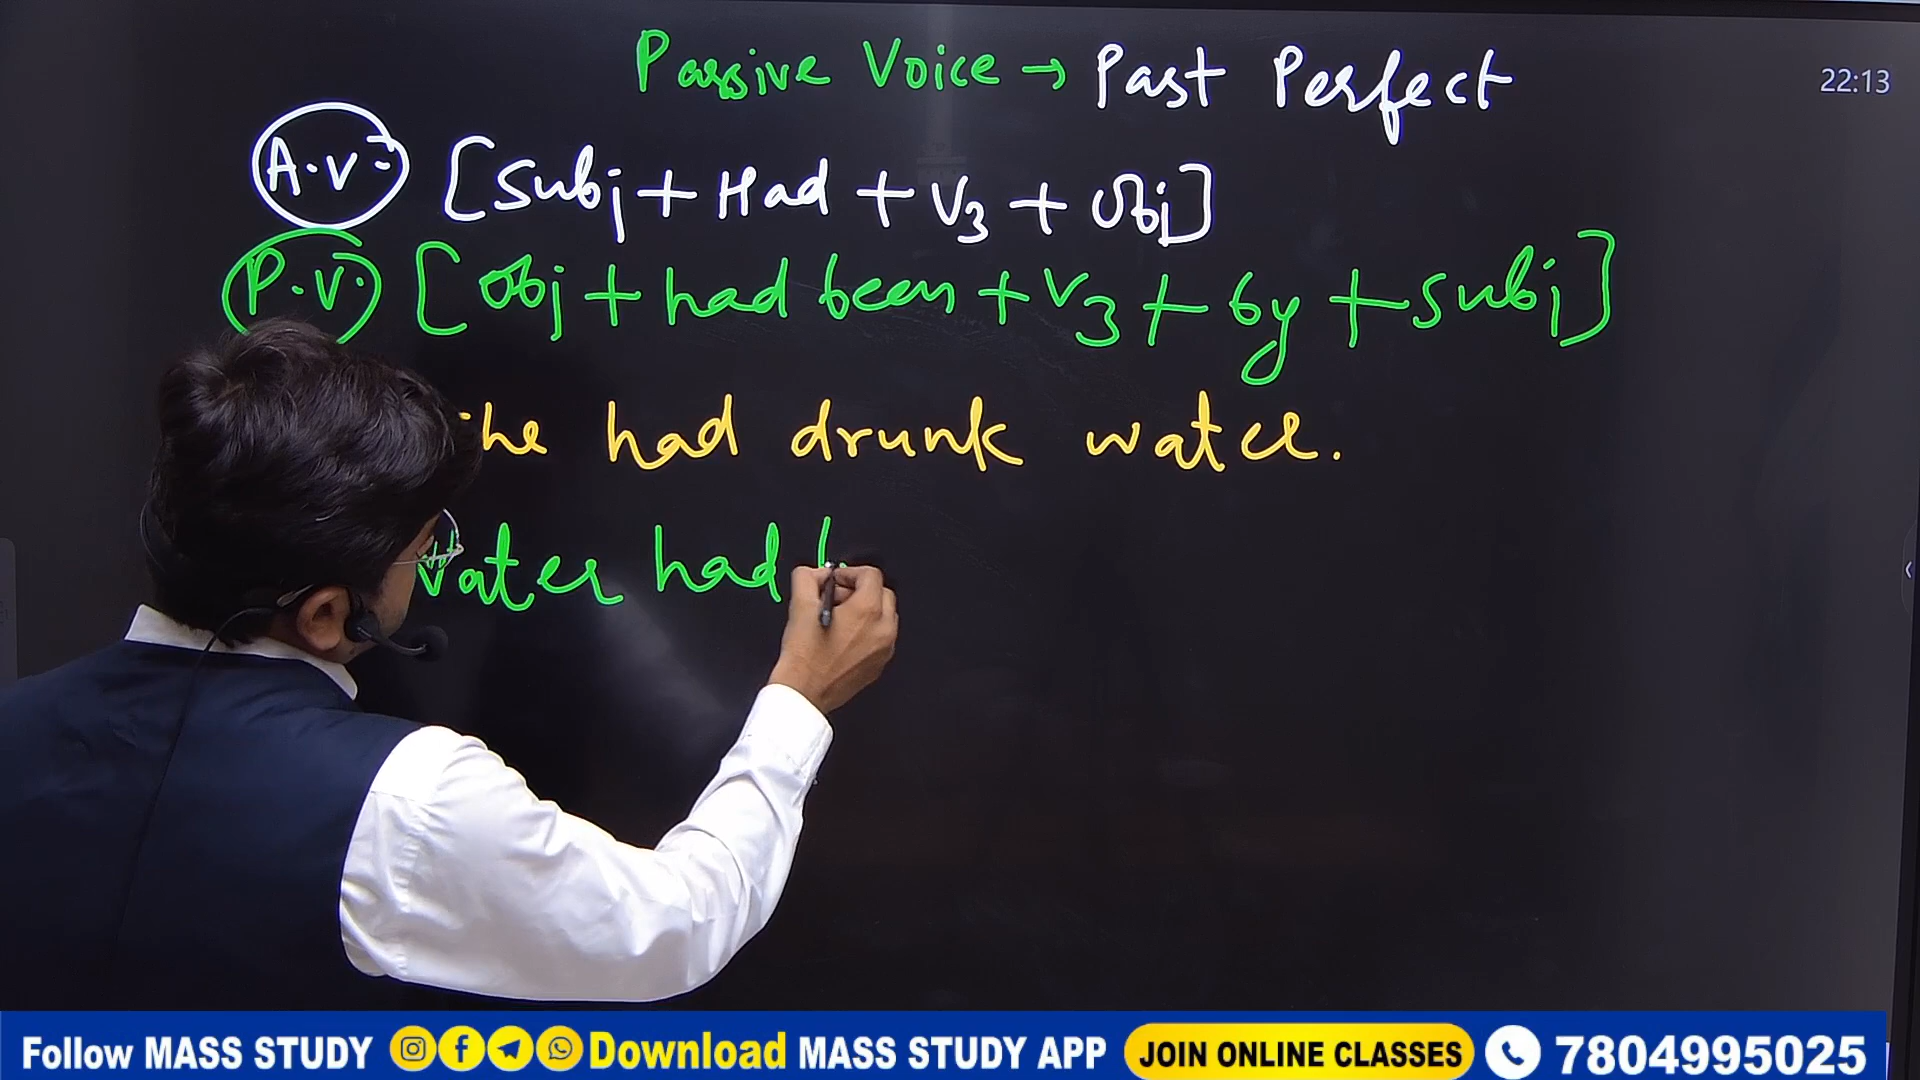 Passive Voice → Past Perfect
22:13
A.V:- [Subj + Had + V3 + Obj]
P.V. [Obj + had been + V3 + by + Subj]
he had drunk water.
Water had b
Follow MASS STUDY Download MASS STUDY APP JOIN ONLINE CLASSES 7804995025